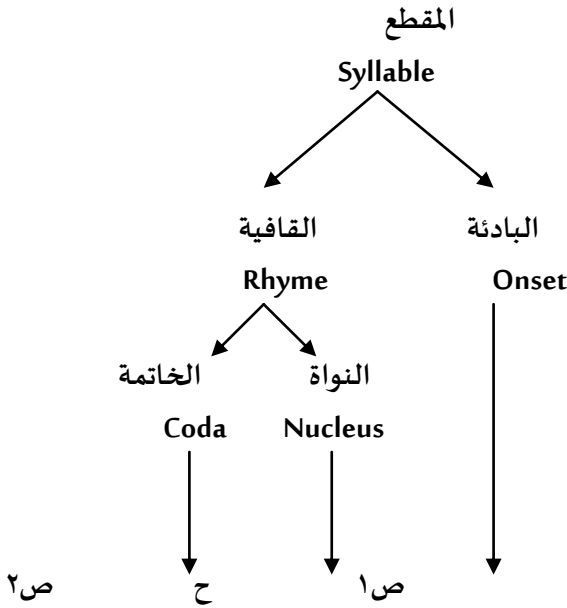 المقطع
Syllable
البادئة القافية
Onset Rhyme
النواة الخاتمة
Nucleus Coda
ص١ ح ص٢